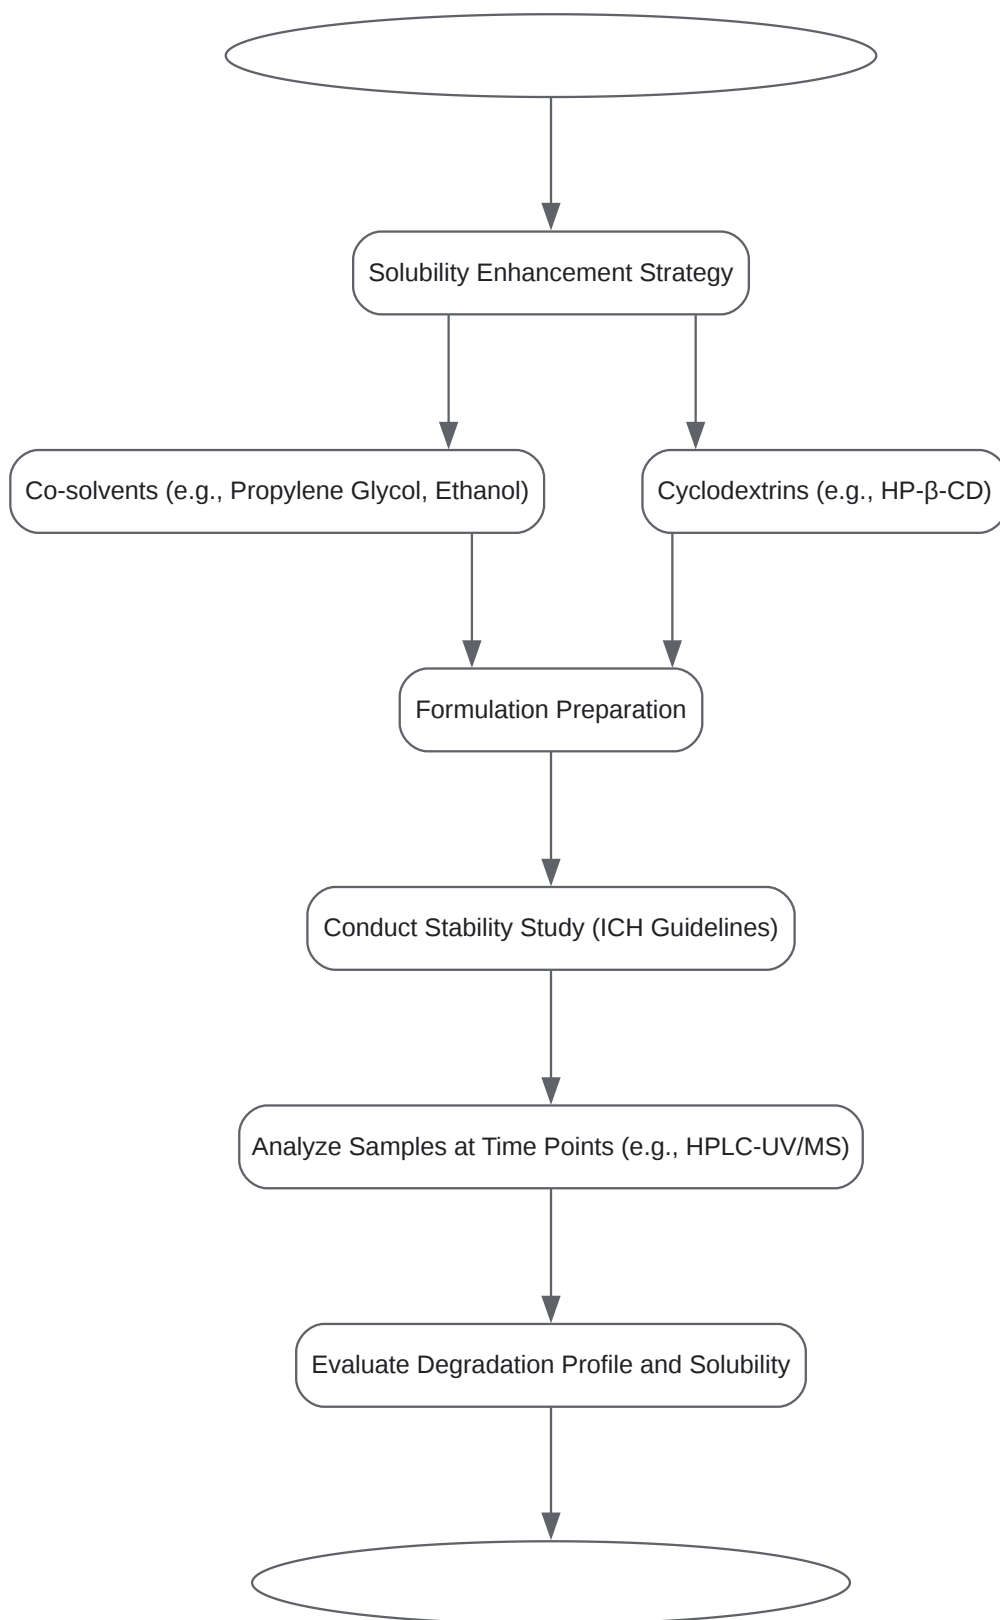 Solubility Enhancement Strategy
Co-solvents (e.g., Propylene Glycol, Ethanol)
Cyclodextrins (e.g., HP-β-CD)
Formulation Preparation
Conduct Stability Study (ICH Guidelines)
Analyze Samples at Time Points (e.g., HPLC-UV/MS)
Evaluate Degradation Profile and Solubility